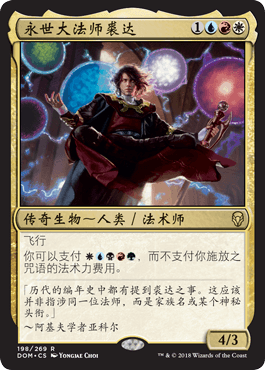 永世大法师裘达 1
传奇生物～人类 / 法术师
飞行
你可以支付，而不支付你施放之
咒语的法术力费用。
「历代的编年史中都有提到裘达之事。这应该
并非指涉同一位法师，而是家族名或某个神秘
头衔。」
～阿基夫学者亚科尔
4/3
198/269 R
DOM • CS YONGJAE CHOI
™ & © 2018 Wizards of the Coast